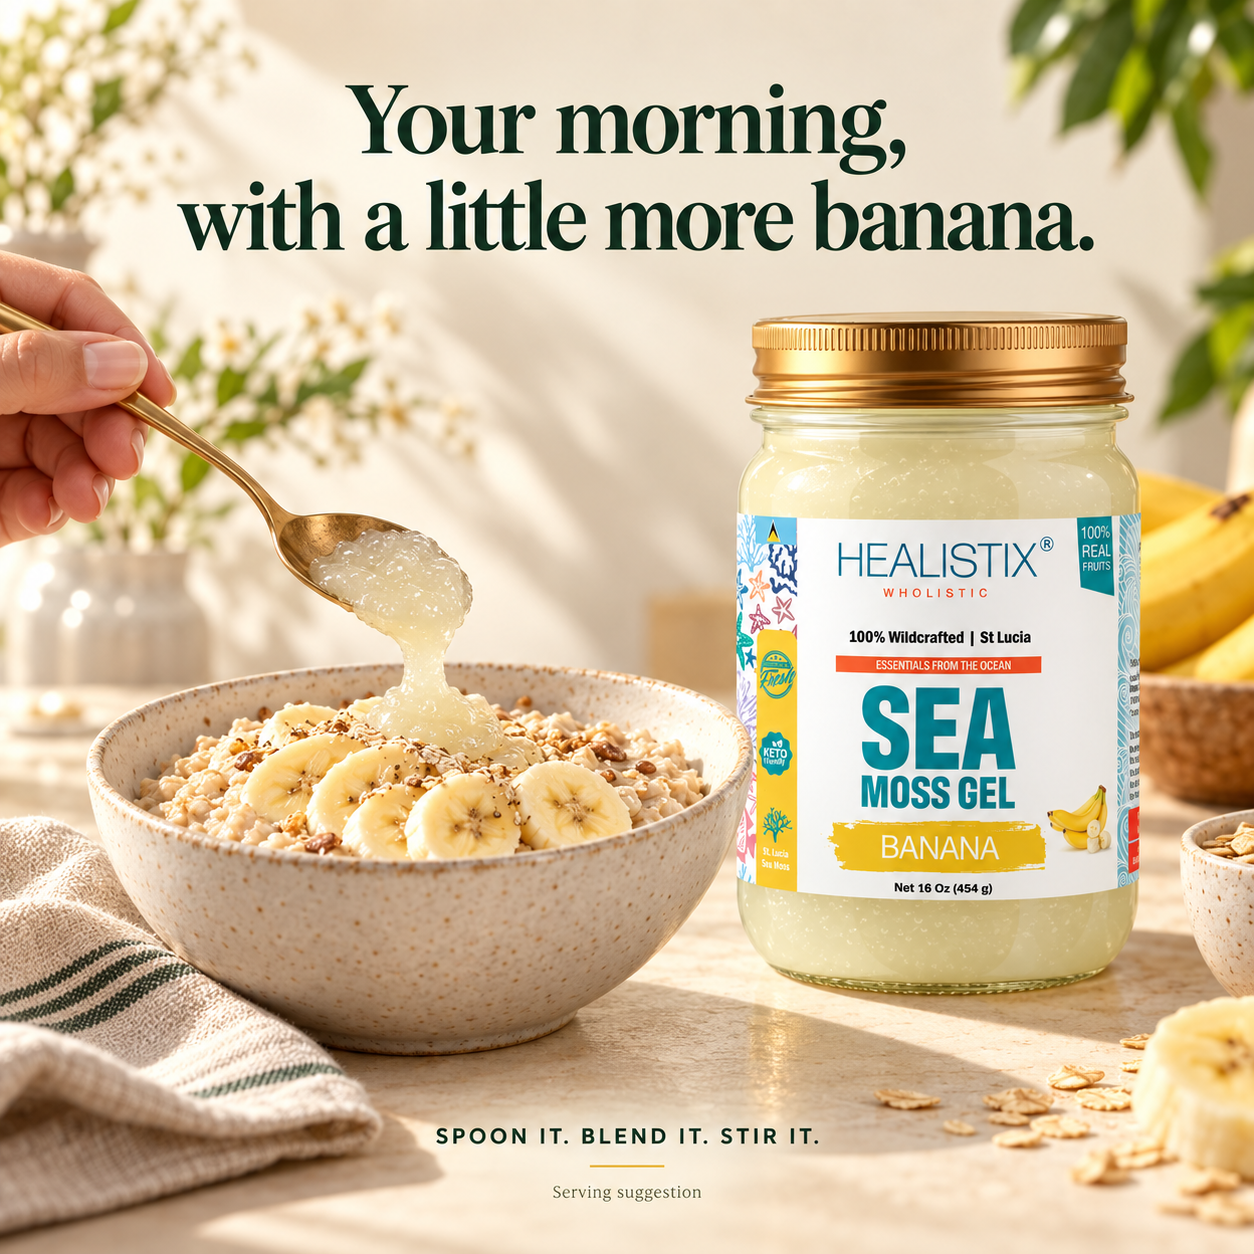 Your morning,
with a little more banana.
HEALISTIX®
WHOLISTIC
100%
REAL
FRUITS
100% Wildcrafted | St Lucia
ESSENTIALS FROM THE OCEAN
SEA
MOSS GEL
BANANA
Net 16 Oz (454 g)
Fresh
KETO
friendly
St. Lucia
Sea Moss
SPOON IT. BLEND IT. STIR IT.
Serving suggestion